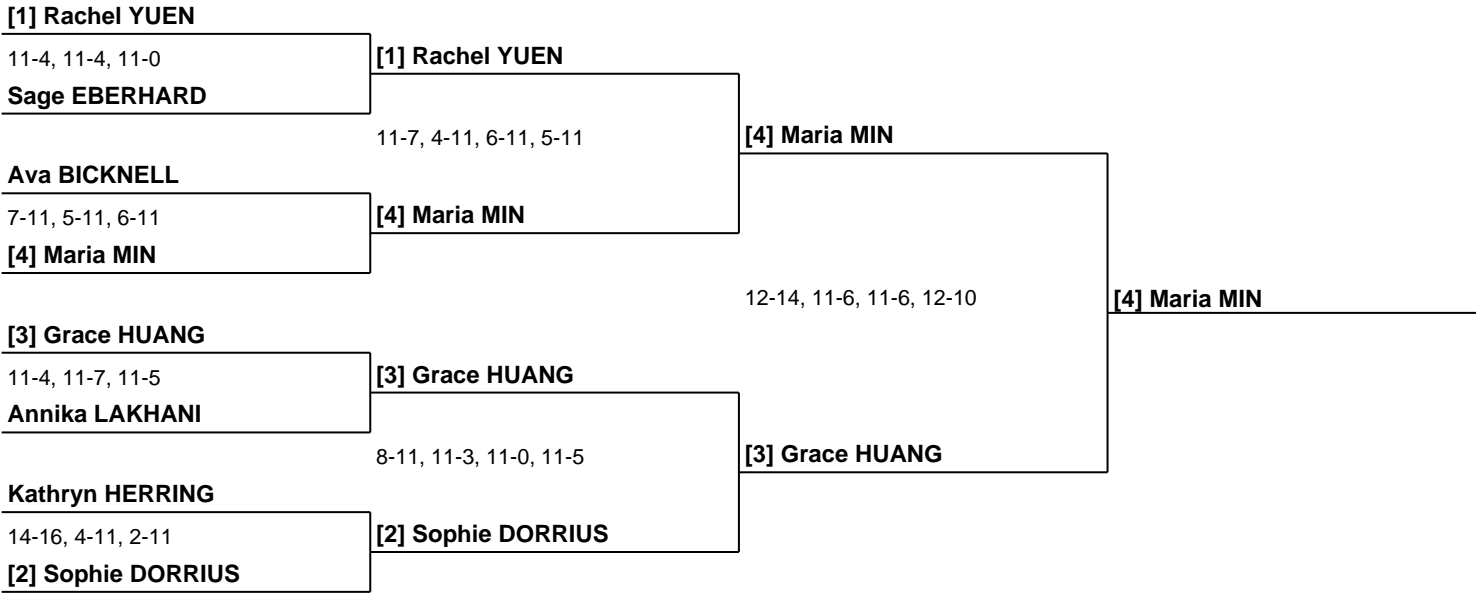 [1] Rachel YUEN
11-4, 11-4, 11-0
[1] Rachel YUEN
Sage EBERHARD
11-7, 4-11, 6-11, 5-11
[4] Maria MIN
Ava BICKNELL
7-11, 5-11, 6-11
[4] Maria MIN
[4] Maria MIN
12-14, 11-6, 11-6, 12-10
[4] Maria MIN
[3] Grace HUANG
11-4, 11-7, 11-5
[3] Grace HUANG
Annika LAKHANI
8-11, 11-3, 11-0, 11-5
[3] Grace HUANG
Kathryn HERRING
14-16, 4-11, 2-11
[2] Sophie DORRIUS
[2] Sophie DORRIUS